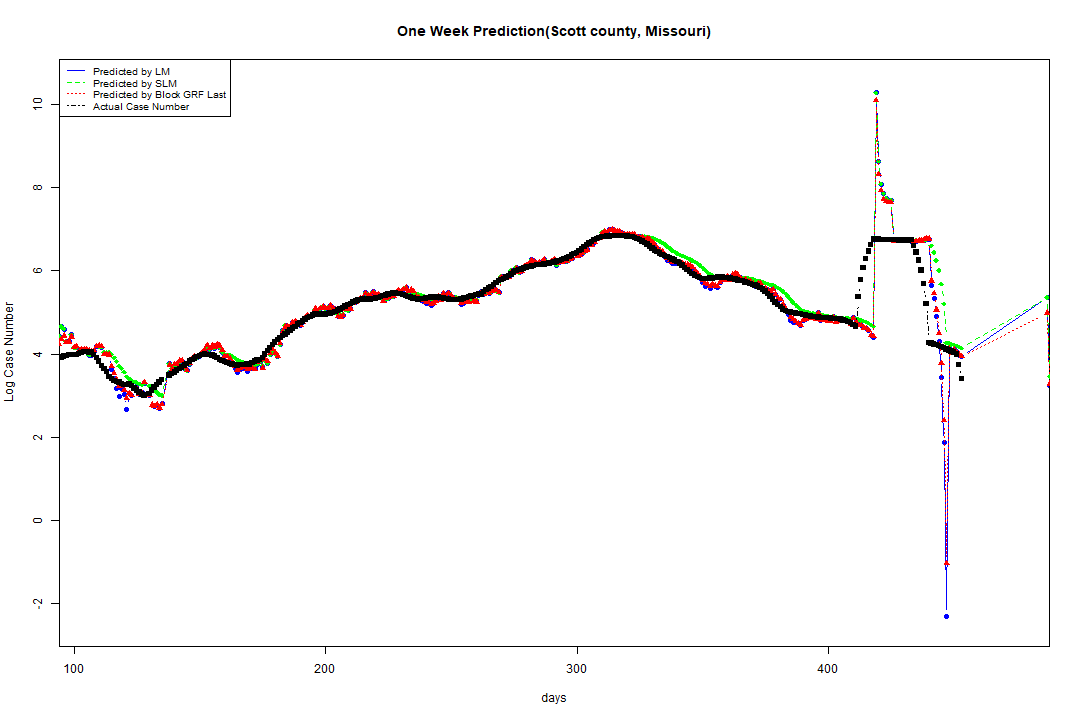 One Week Prediction(Scott county, Missouri)
Predicted by LM
Predicted by SLM
Predicted by Block GRF Last
Actual Case Number
10
8
6
4
2
0
-2
Log Case Number
100 200 300 400
days